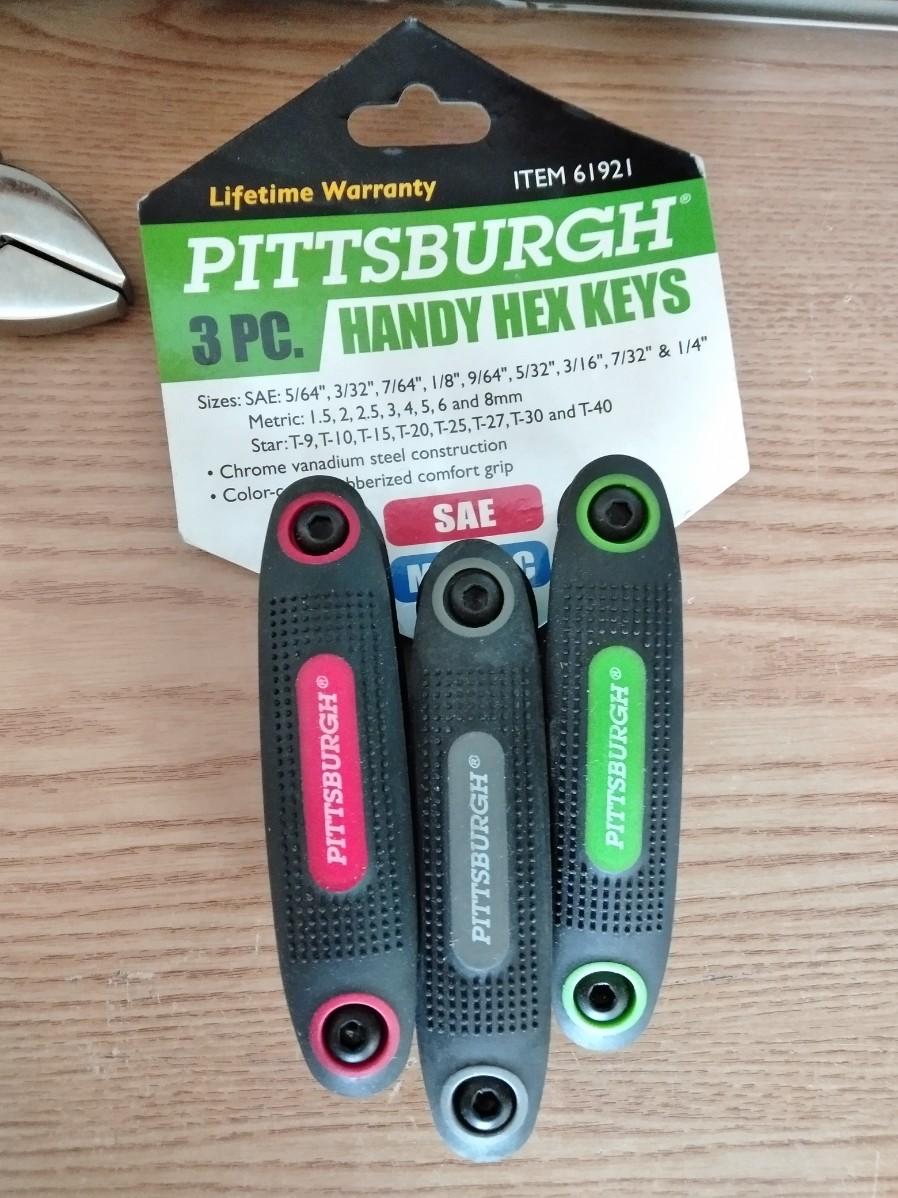 Lifetime Warranty
ITEM 61921
PITTSBURGH®
3 PC. HANDY HEX KEYS
Sizes: SAE: 5/64", 3/32", 7/64", 1/8", 9/64", 5/32", 3/16", 7/32" & 1/4"
Metric: 1.5, 2, 2.5, 3, 4, 5, 6 and 8mm
Star: T-9, T-10, T-15, T-20, T-25, T-27, T-30 and T-40
• Chrome vanadium steel construction
• comfort grip
SAE
PITTSBURGH®
PITTSBURGH®
PITTSBURGH®